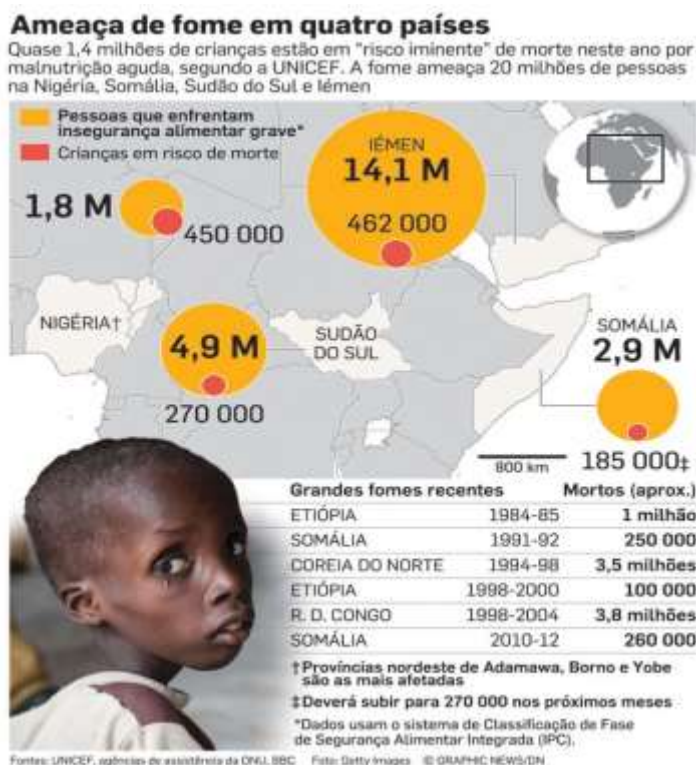 Ameaça de fome em quatro países
Quase 1,4 milhões de crianças estão em "risco iminente" de morte neste ano por
malnutrição aguda, segundo a UNICEF. A fome ameaça 20 milhões de pessoas
na Nigéria, Somália, Sudão do Sul e Iémen
Pessoas que enfrentam
insegurança alimentar grave*
Crianças em risco de morte
IÉMEN
14,1 M
462 000
1,8 M
450 000
NIGÉRIA†
4,9 M
270 000
SUDÃO
DO SUL
SOMÁLIA
2,9 M
185 000‡
800 km
Grandes fomes recentes Mortos (aprox.)
ETIÓPIA 1984-85 1 milhão
SOMÁLIA 1991-92 250 000
COREIA DO NORTE 1994-98 3,5 milhões
ETIÓPIA 1998-2000 100 000
R. D. CONGO 1998-2004 3,8 milhões
SOMÁLIA 2010-12 260 000
†Províncias nordeste de Adamawa, Borno e Yobe
são as mais afetadas
‡Deverá subir para 270 000 nos próximos meses
*Dados usam o sistema de Classificação de Fase
de Segurança Alimentar Integrada (IPC).
Fontes: UNICEF, agências de assistência da ONU, BBC Foto: Getty Images © GRAPHIC NEWS/DN